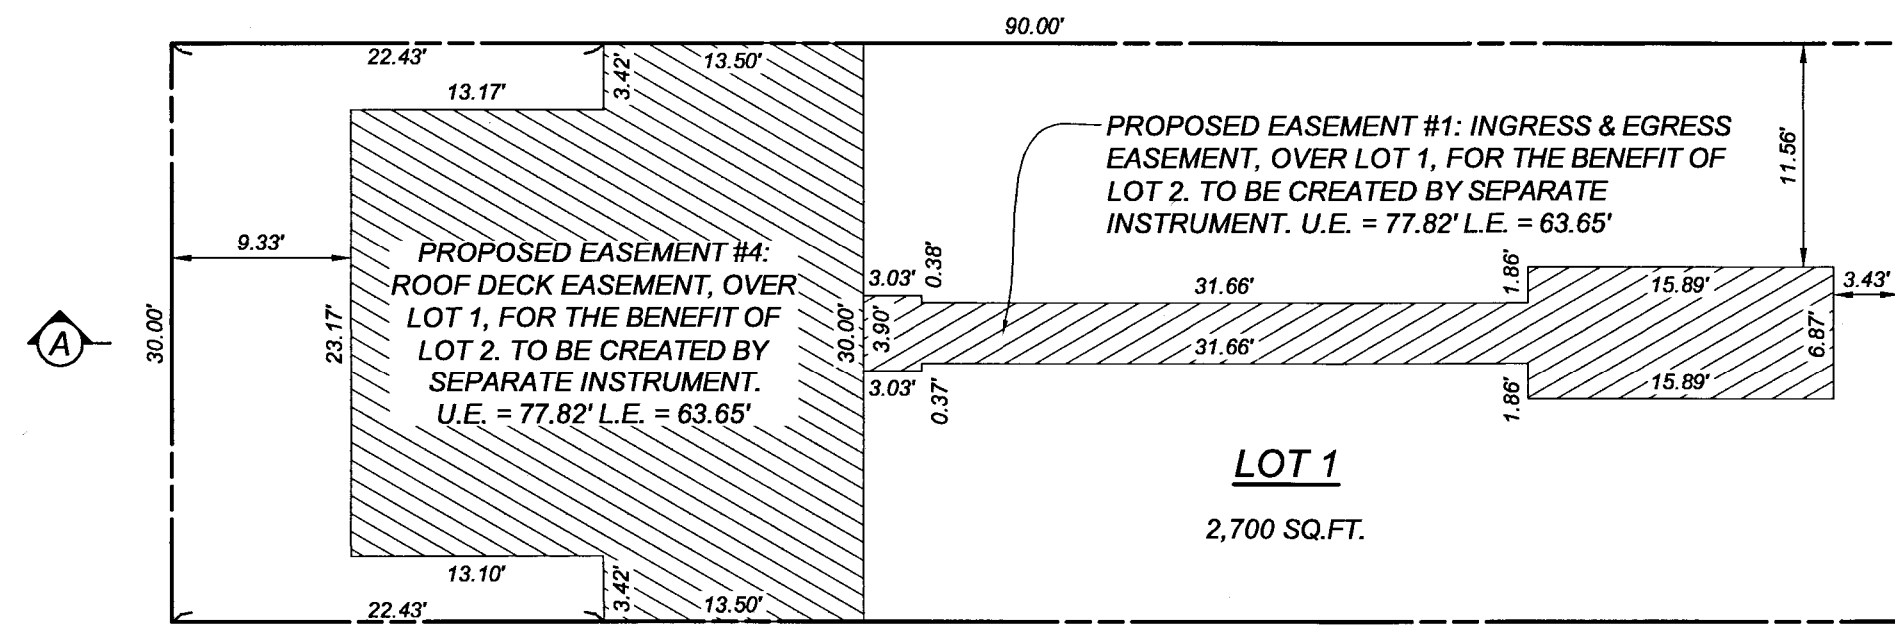 90.00'
22.43'
3.42'
13.50'
13.17'
11.56'
PROPOSED EASEMENT #1: INGRESS & EGRESS
EASEMENT, OVER LOT 1, FOR THE BENEFIT OF
LOT 2. TO BE CREATED BY SEPARATE
INSTRUMENT. U.E. = 77.82' L.E. = 63.65'
9.33'
PROPOSED EASEMENT #4:
ROOF DECK EASEMENT, OVER
LOT 1, FOR THE BENEFIT OF
LOT 2. TO BE CREATED BY
SEPARATE INSTRUMENT.
U.E. = 77.82' L.E. = 63.65'
3.03'
0.38'
31.66'
1.86'
15.89'
3.43'
A
30.00'
23.17'
30.00'
3.90'
31.66'
6.87'
3.03'
0.37'
1.86'
15.89'
LOT 1
2,700 SQ.FT.
13.10'
3.42'
22.43'
13.50'